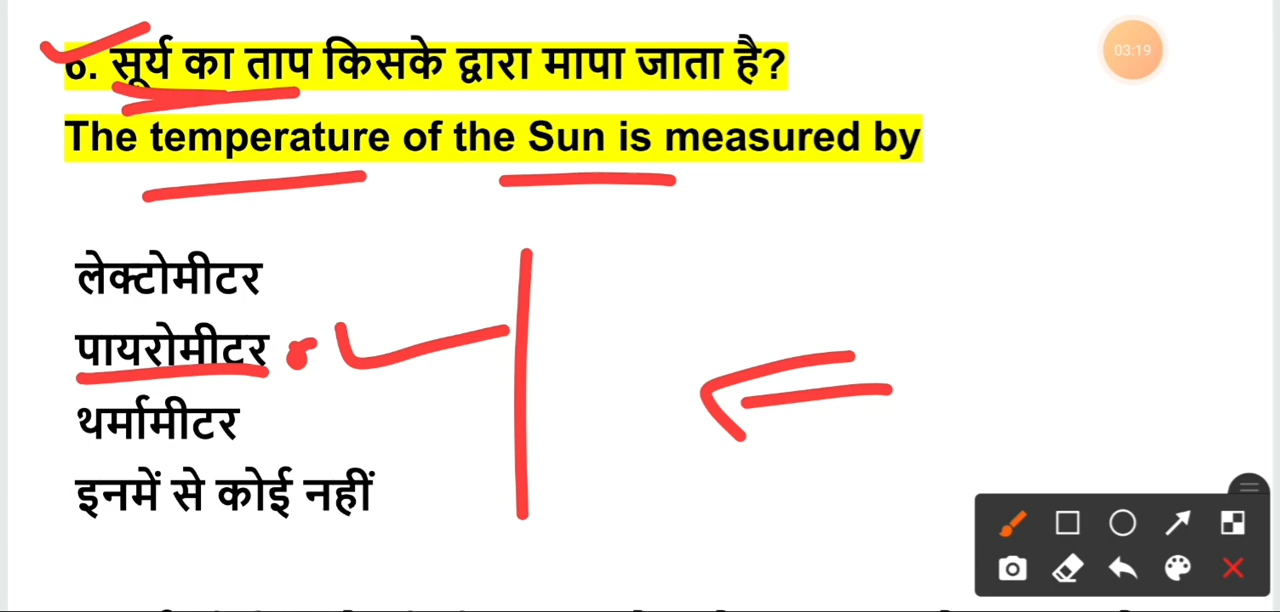 6. सूर्य का ताप किसके द्वारा मापा जाता है?
03:19
The temperature of the Sun is measured by
लेक्टोमीटर
पायरोमीटर
थर्मामीटर
इनमें से कोई नहीं